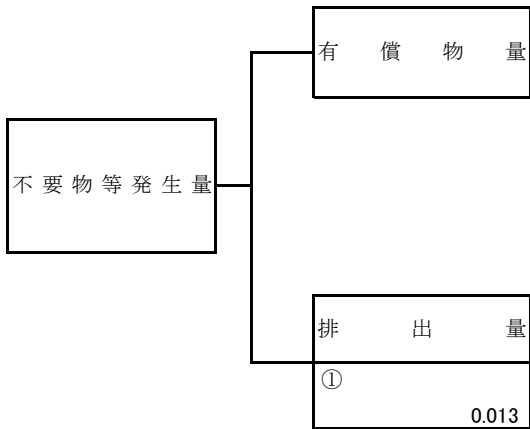 有償物量
不要物等発生量
排出量
①
0.013